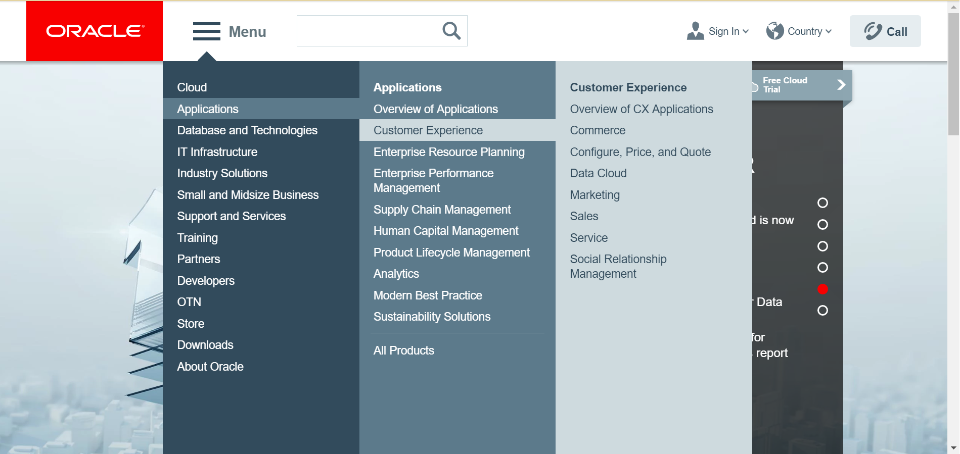 ORACLE
Menu
Sign In
Country
Call
Cloud
Applications
Database and Technologies
IT Infrastructure
Industry Solutions
Small and Midsize Business
Support and Services
Training
Partners
Developers
OTN
Store
Downloads
About Oracle
Applications
Overview of Applications
Customer Experience
Enterprise Resource Planning
Enterprise Performance
Management
Supply Chain Management
Human Capital Management
Product Lifecycle Management
Analytics
Modern Best Practice
Sustainability Solutions
All Products
Customer Experience
Overview of CX Applications
Commerce
Configure, Price, and Quote
Data Cloud
Marketing
Sales
Service
Social Relationship
Management
Free Cloud
Trial
is now
Data
for
report